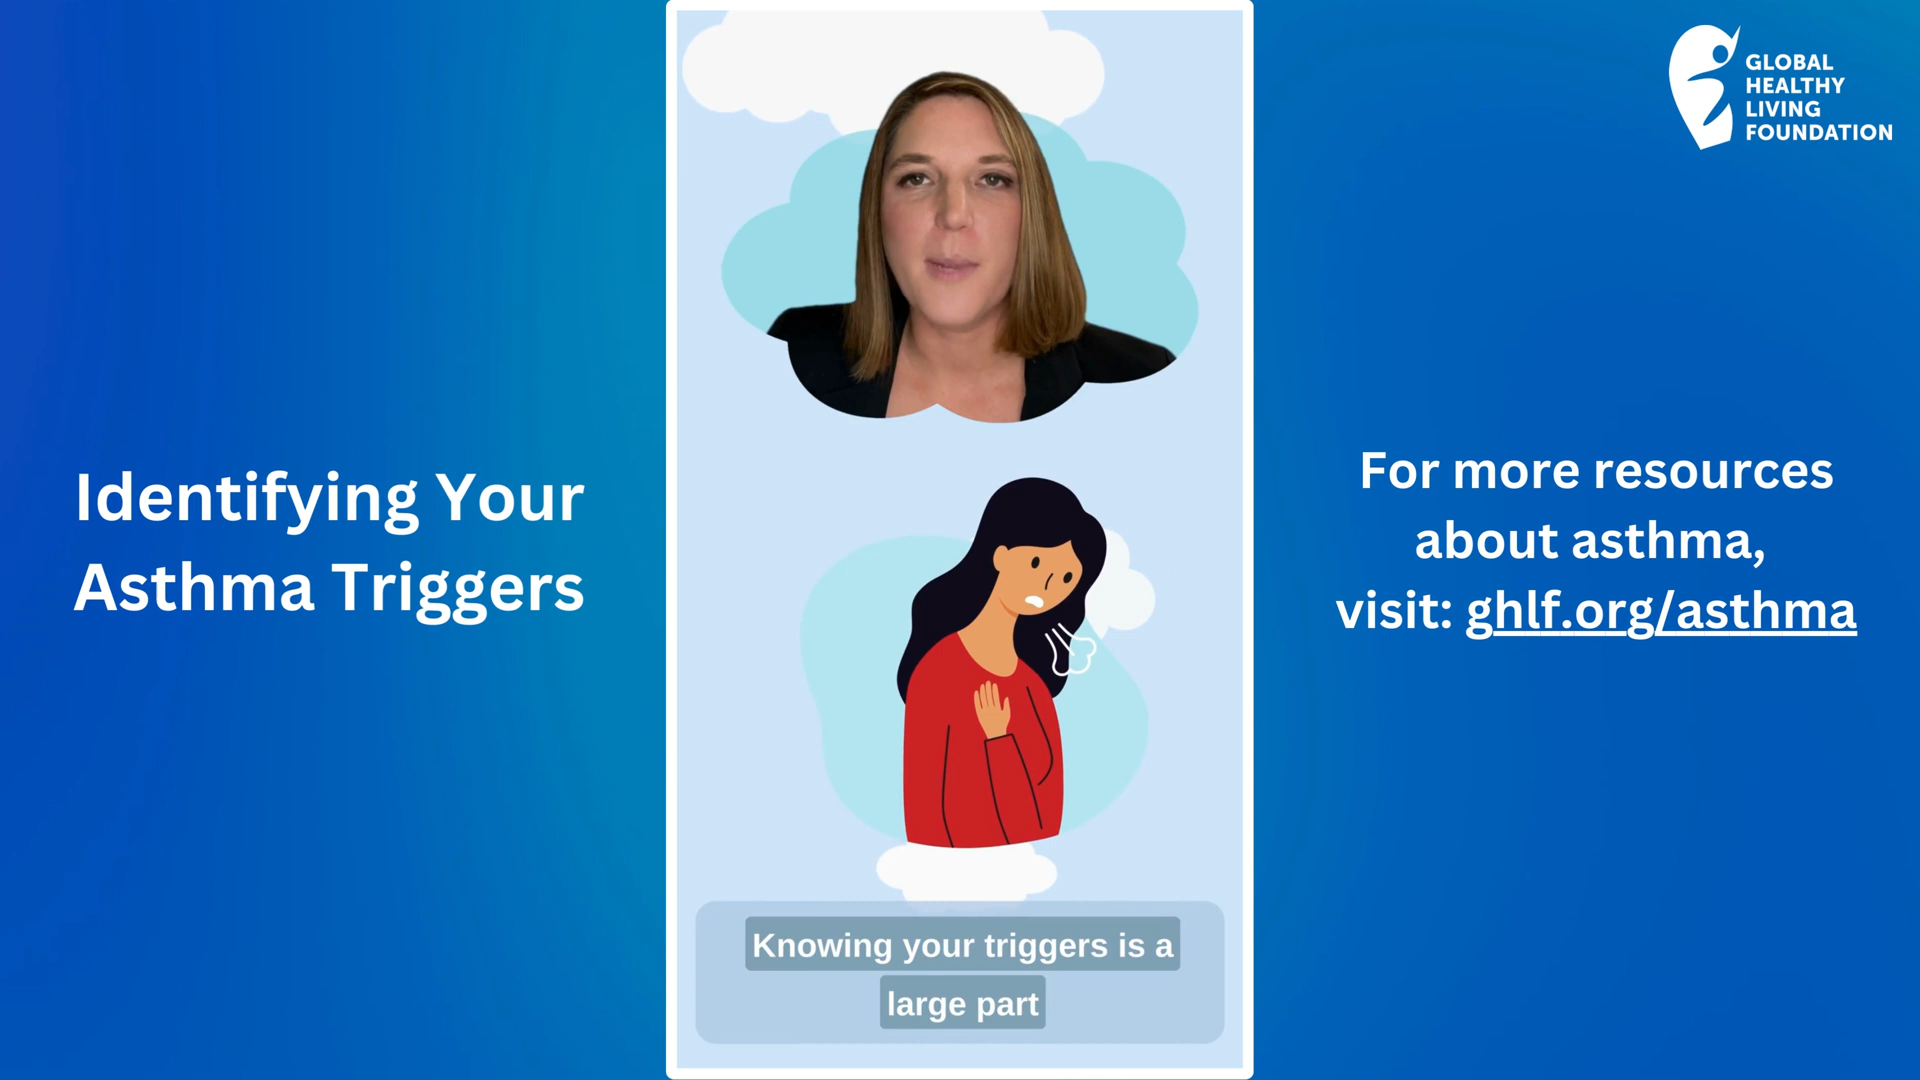 GLOBAL
HEALTHY
LIVING
FOUNDATION
Identifying Your
Asthma Triggers
For more resources
about asthma,
visit: ghlf.org/asthma
Knowing your triggers is a
large part